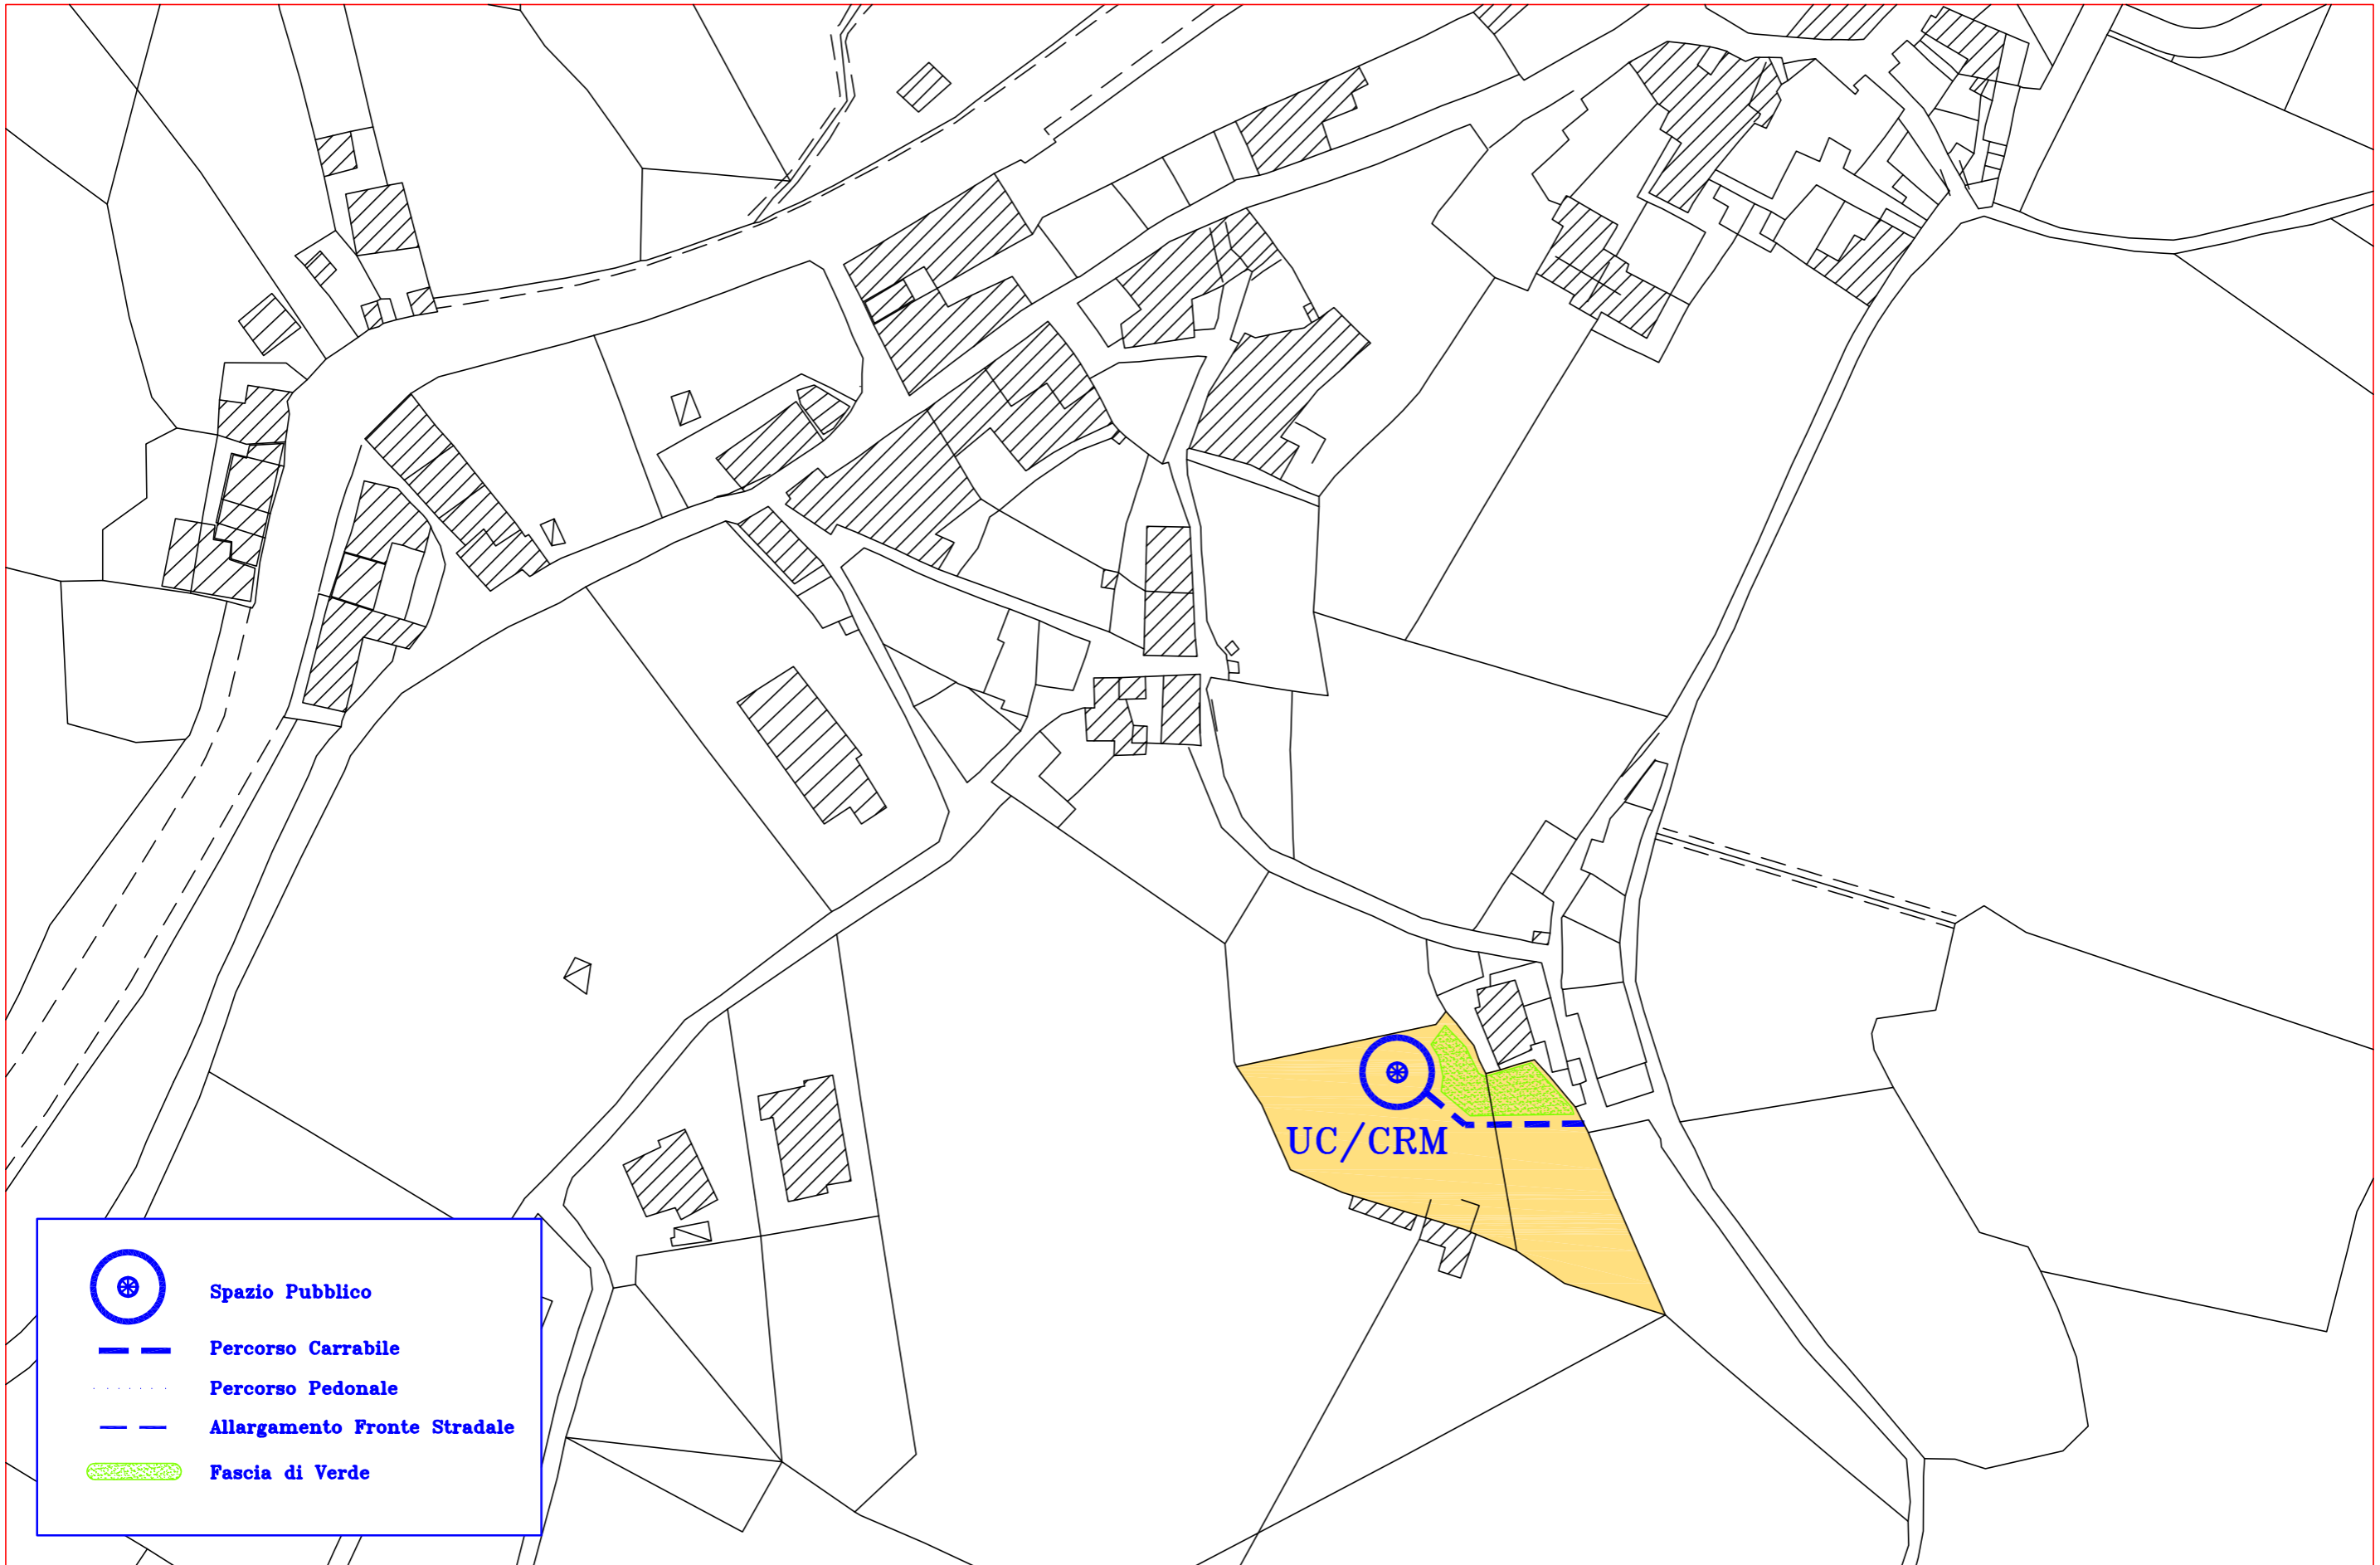 UC/CRM
Spazio Pubblico
Percorso Carrabile
Percorso Pedonale
Allargamento Fronte Stradale
Fascia di Verde